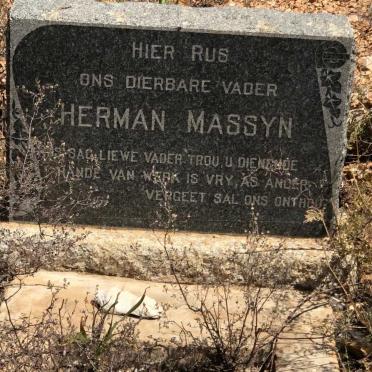 HIER RUS
ONS DIERBARE VADER
HERMAN MASSYN
SAG, LIEWE VADER, TROU, U DIENENDE
HANDE VAN WERK IS VRY, AS ANDER
VERGEET SAL ONS ONTHOU